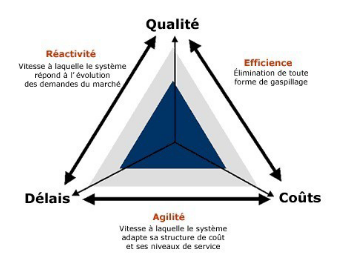 Qualité
Réactivité
Vitesse à laquelle le système
répond à l'évolution
des demandes du marché
Efficience
Élimination de toute
forme de gaspillage
Délais
Coûts
Agilité
Vitesse à laquelle le système
adapte sa structure de coût
et ses niveaux de service